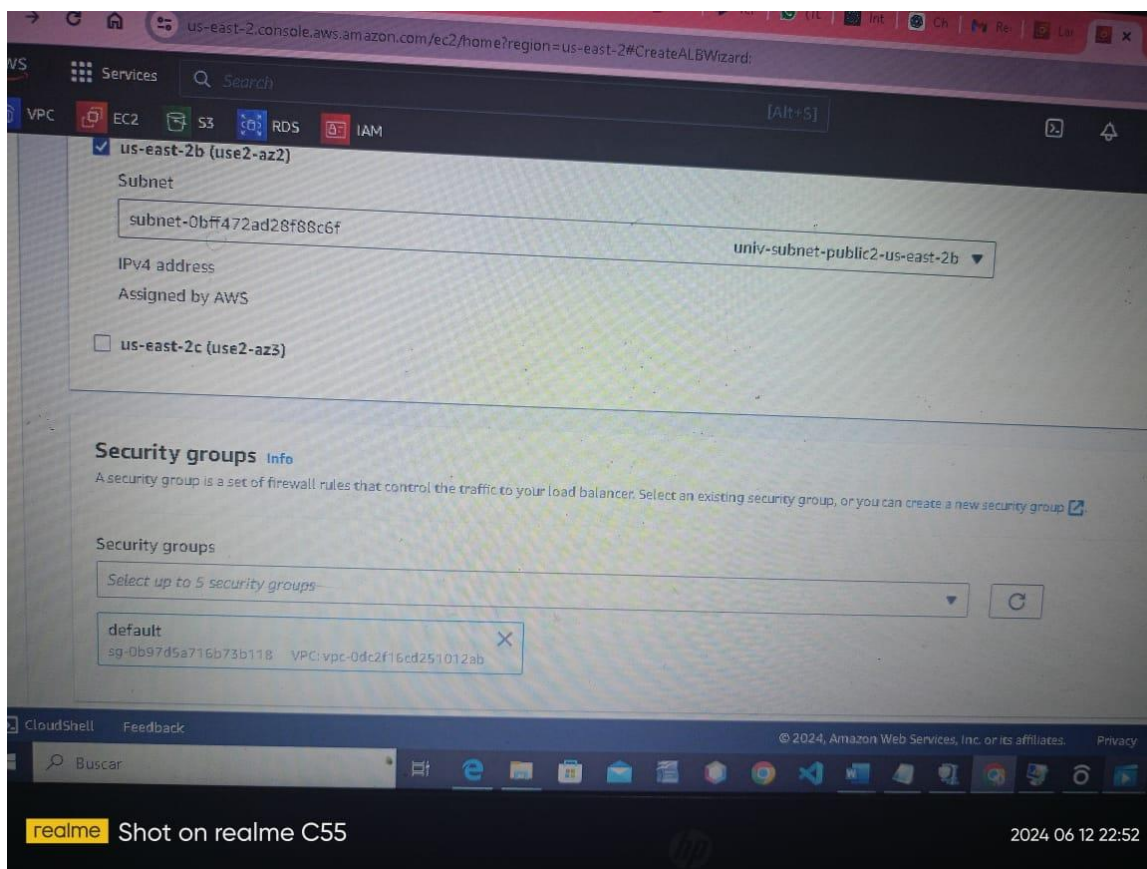 us-east-2.console.aws.amazon.com/ec2/home?region=us-east-2#CreateALBWizard:
Int
Ch
Re
Services
Search
[Alt+S]
VPC
EC2
S3
RDS
IAM
us-east-2b (use2-az2)
Subnet
subnet-0bff472ad28f88c6f
univ-subnet-public2-us-east-2b
IPv4 address
Assigned by AWS
us-east-2c (use2-az3)
Security groups Info
A security group is a set of firewall rules that control the traffic to your load balancer. Select an existing security group, or you can create a new security group
Security groups
Select up to 5 security groups
default
sg-0b97d5a716b73b118 VPC: vpc-0dc2f16cd251012ab
CloudShell Feedback
© 2024, Amazon Web Services, Inc. or its affiliates. Privacy
Buscar
realme Shot on realme C55
2024 06 12 22:52
hp